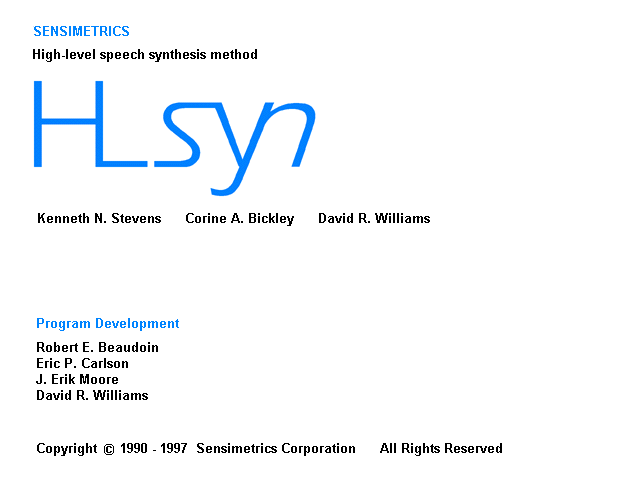 SENSIMETRICS
High-level speech synthesis method
HLsyn
Kenneth N. Stevens Corine A. Bickley David R. Williams
Program Development
Robert E. Beaudoin
Eric P. Carlson
J. Erik Moore
David R. Williams
Copyright © 1990 - 1997 Sensimetrics Corporation All Rights Reserved